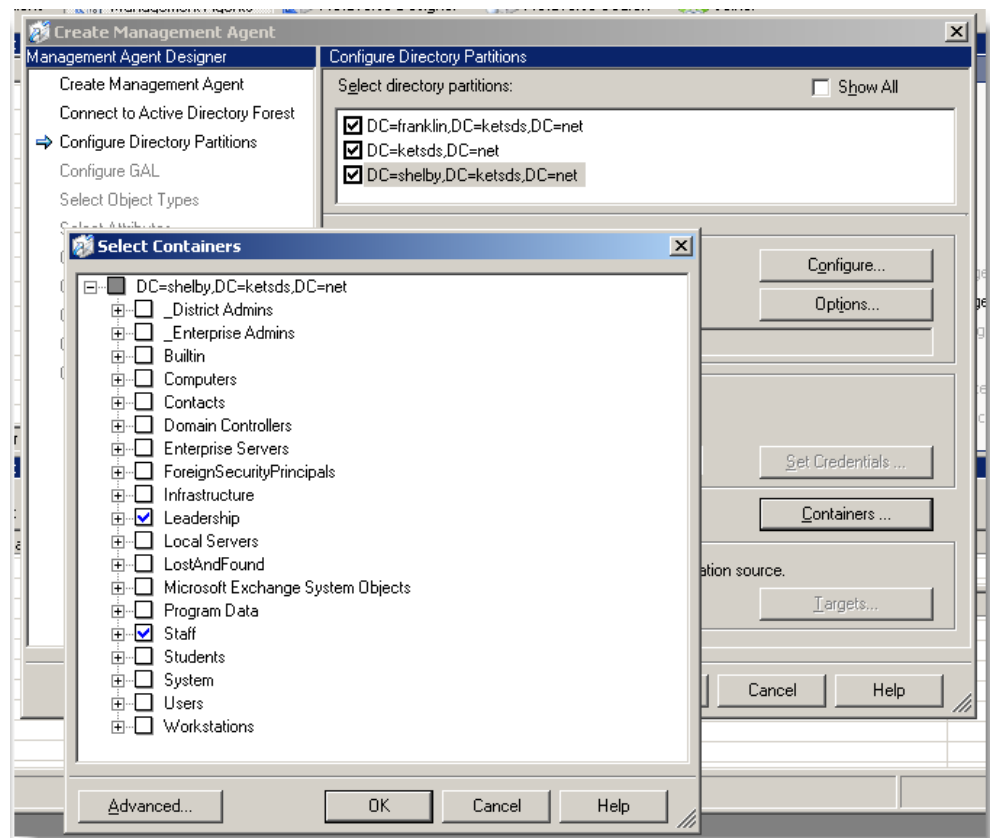 Create Management Agent
Management Agent Designer
Create Management Agent
Connect to Active Directory Forest
Configure Directory Partitions
Configure GAL
Select Object Types
Configure Directory Partitions
Select directory partitions:
Show All
DC=franklin,DC=ketsds,DC=net
DC=ketsds,DC=net
DC=shelby,DC=ketsds,DC=net
Configure...
Options...
Set Credentials ...
Containers ...
ation source.
Targets...
Cancel
Help
Select Containers
DC=shelby,DC=ketsds,DC=net
_District Admins
_Enterprise Admins
Builtin
Computers
Contacts
Domain Controllers
Enterprise Servers
ForeignSecurityPrincipals
Infrastructure
Leadership
Local Servers
LostAndFound
Microsoft Exchange System Objects
Program Data
Staff
Students
System
Users
Workstations
Advanced...
OK
Cancel
Help